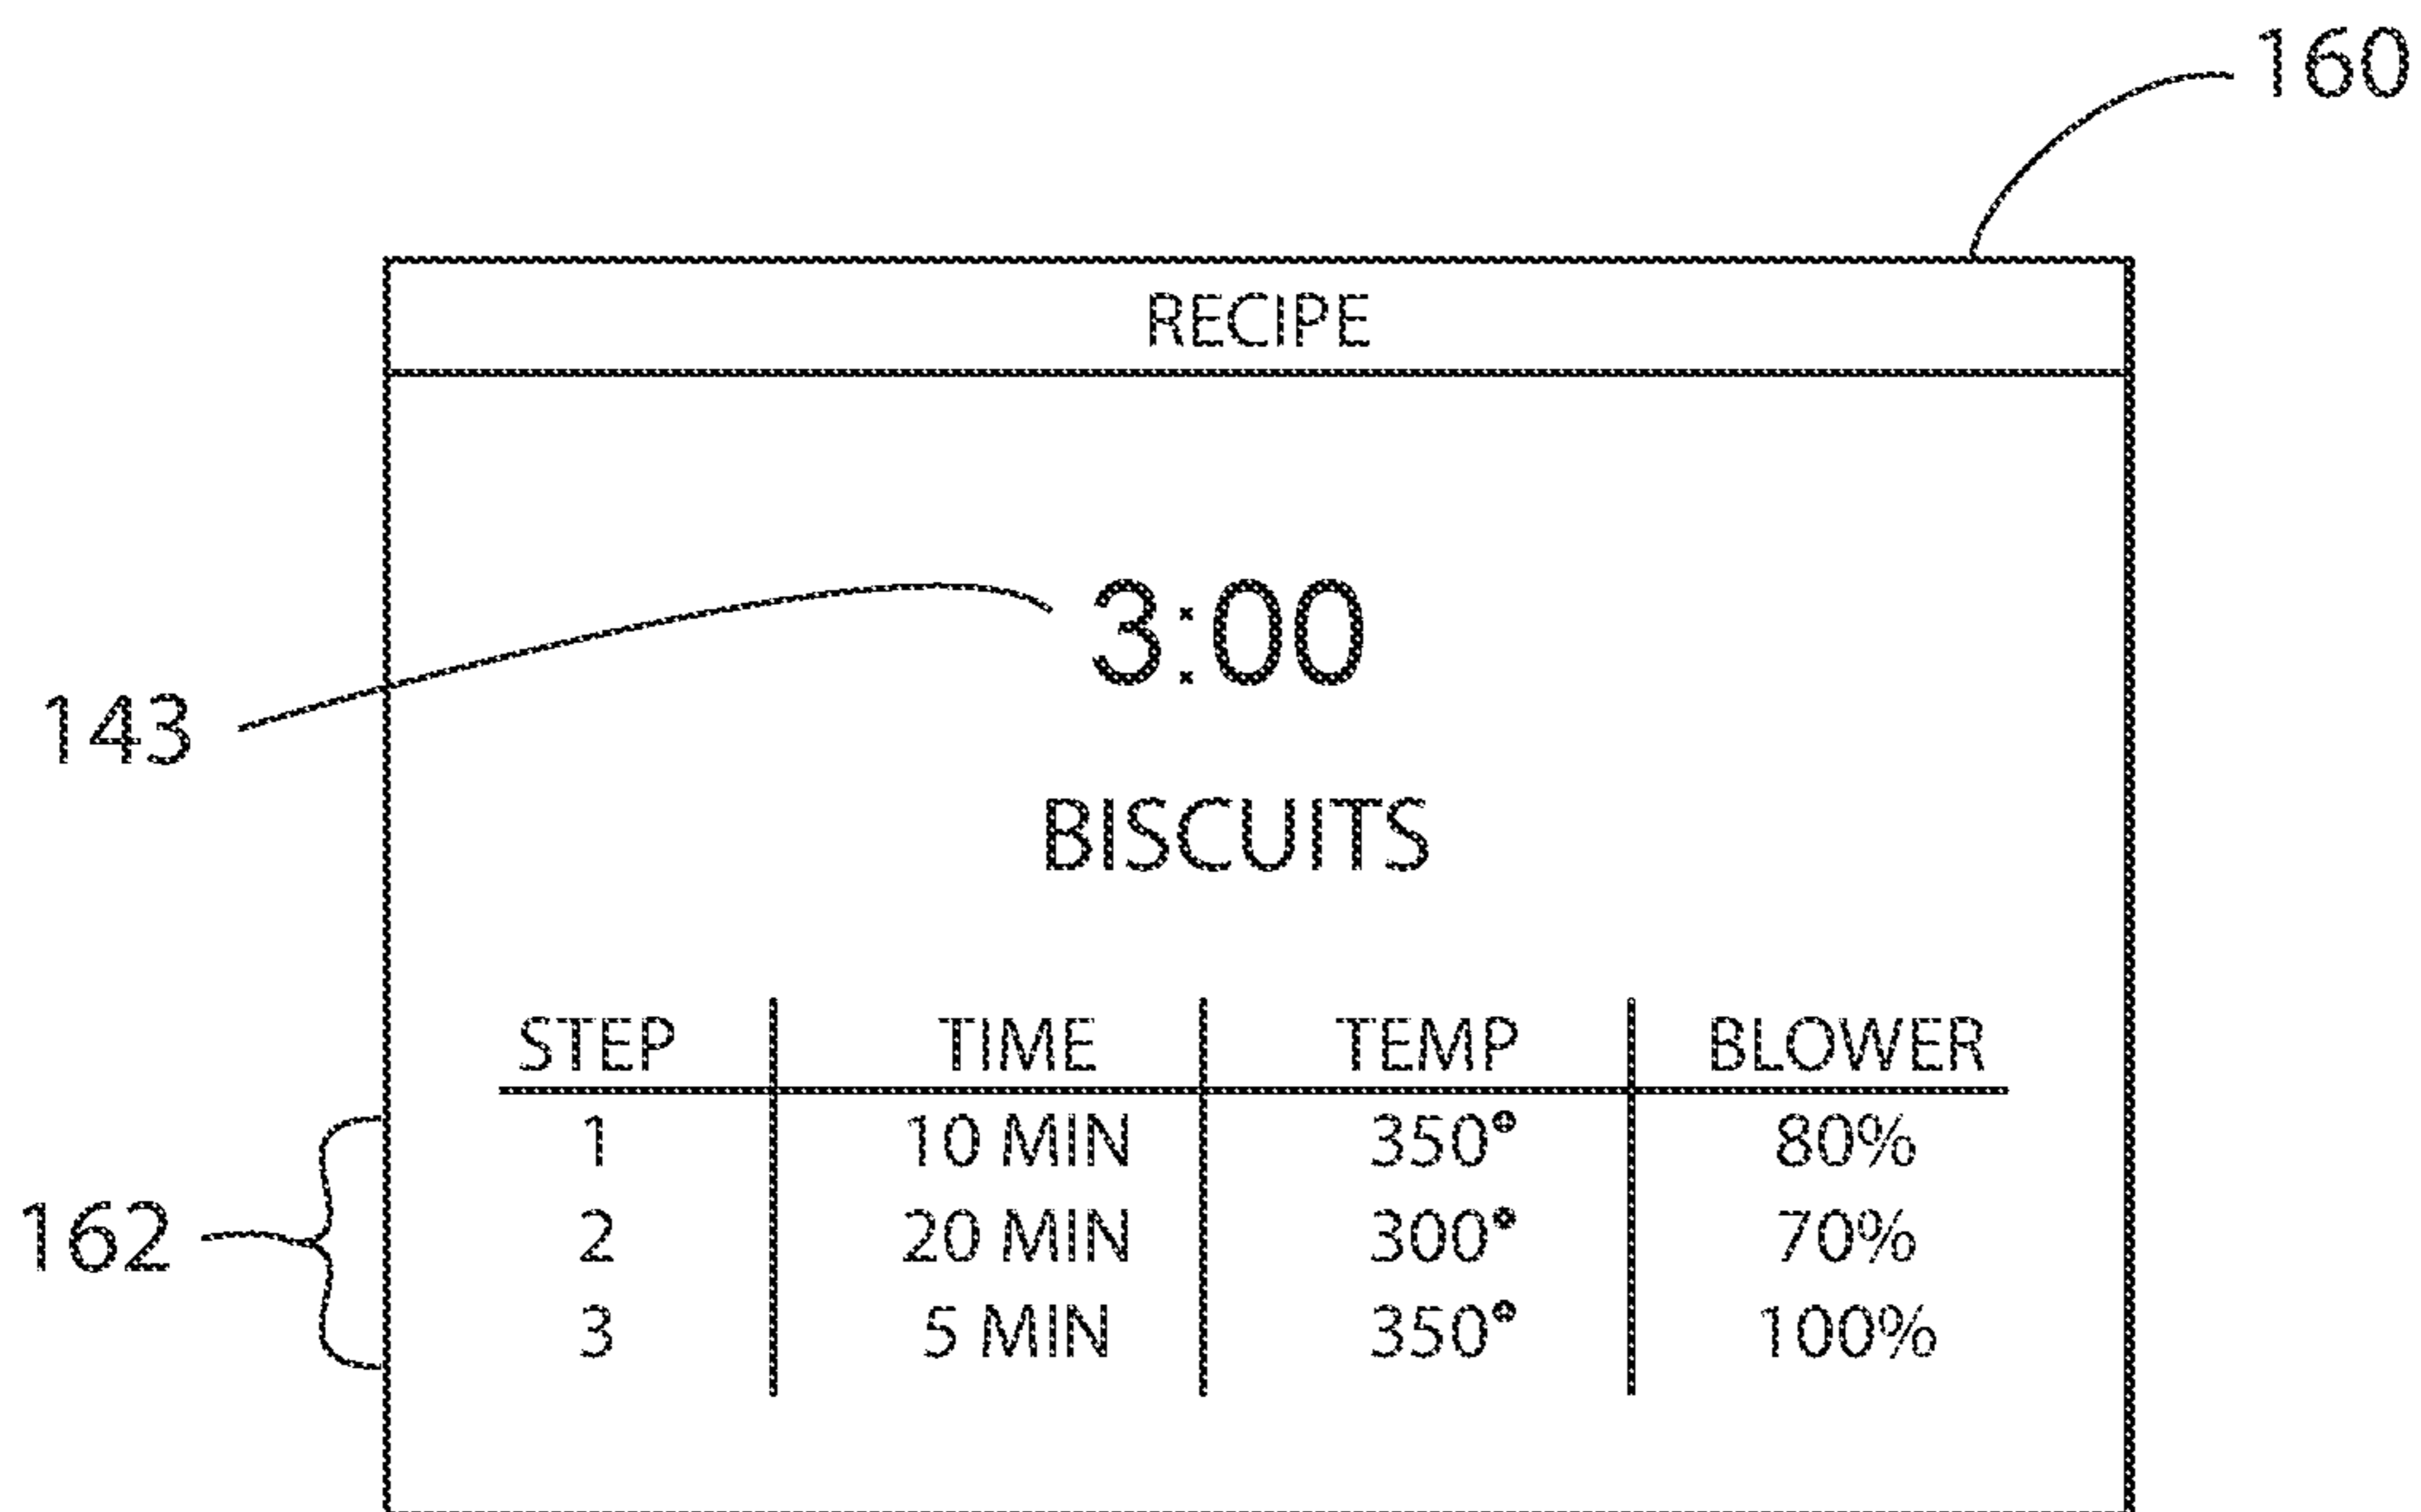 160
RECIPE
3:00
143
BISCUITS
STEP TIME TEMP BLOWER
1 10 MIN 350° 80%
162
2 20 MIN 300° 70%
3 5 MIN 350° 100%